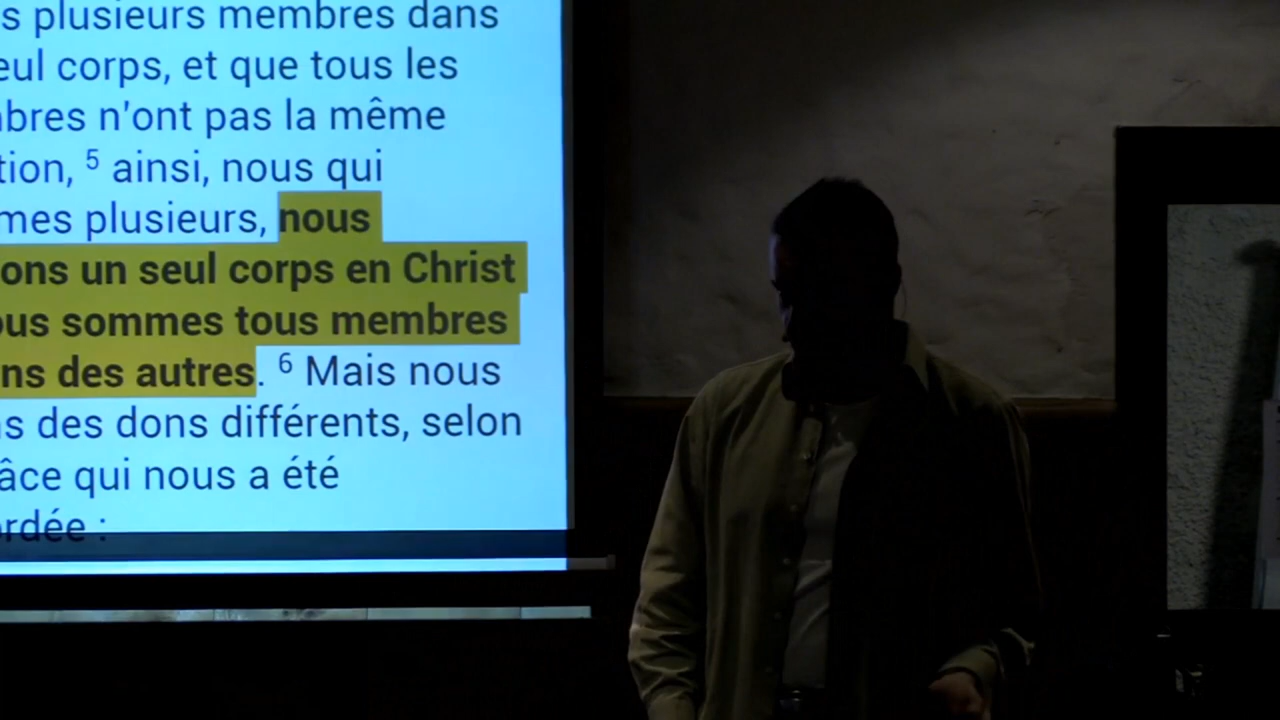 s plusieurs membres dans
eul corps, et que tous les
bres n'ont pas la même
tion, 5 ainsi, nous qui
mes plusieurs, nous
ons un seul corps en Christ
ous sommes tous membres
ns des autres. 6 Mais nous
s des dons différents, selon
âce qui nous a été
ordée :